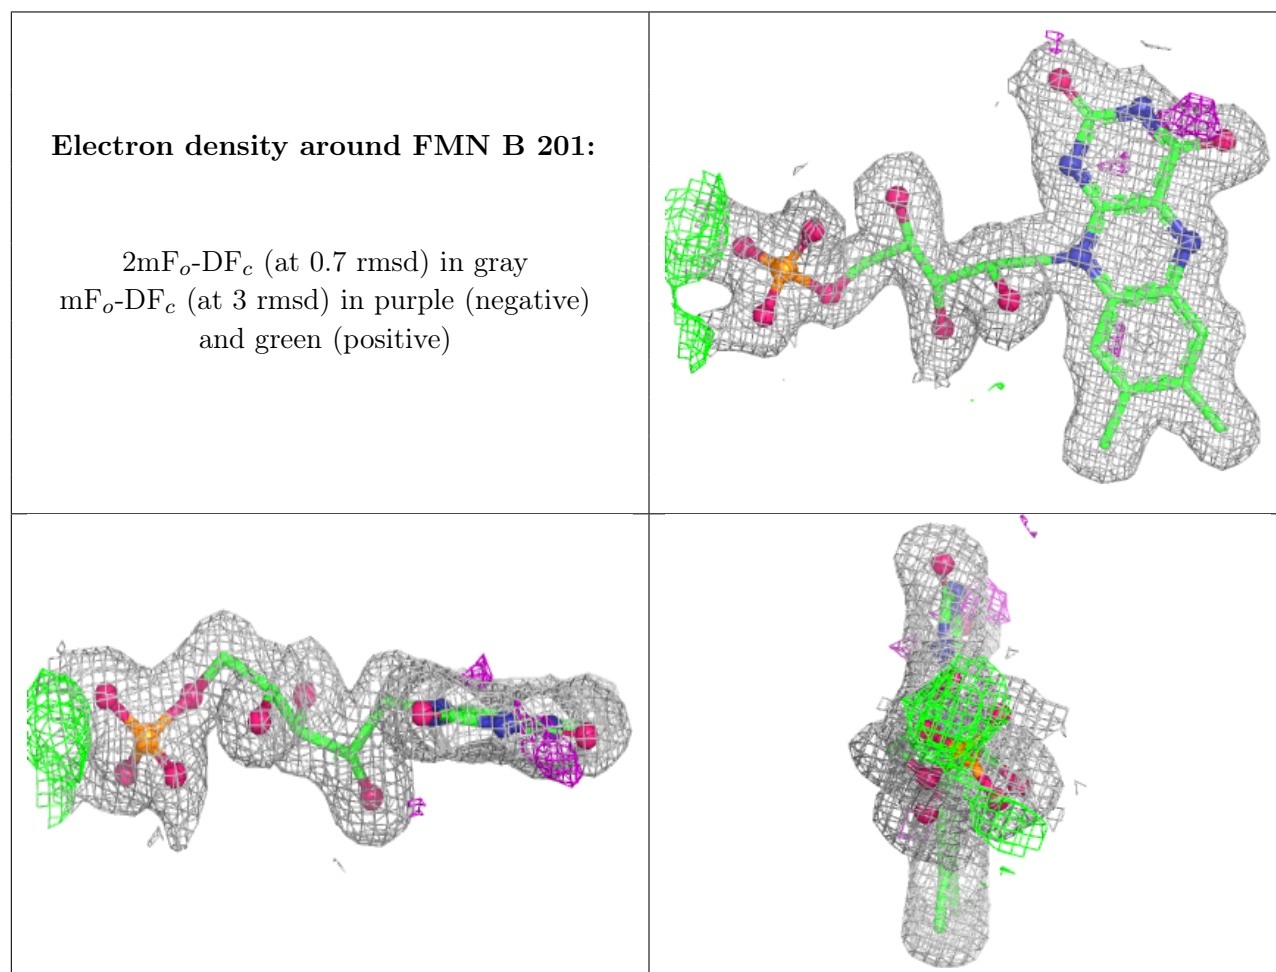 Electron density around FMN B 201:
2mFo-DFc (at 0.7 rmsd) in gray
mFo-DFc (at 3 rmsd) in purple (negative)
and green (positive)